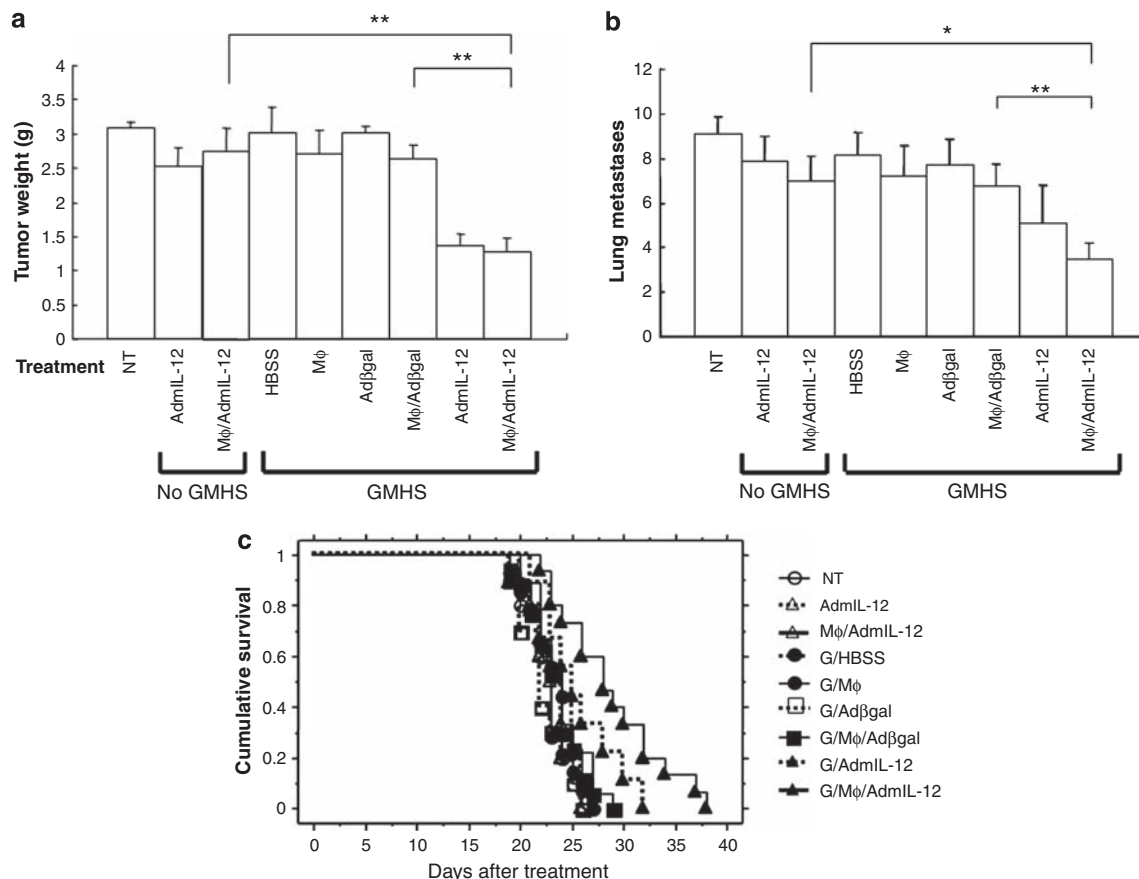 a
**
**
4
3.5
3
2.5
2
1.5
1
0.5
0
Tumor weight (g)
Treatment
NT
AdmIL-12
Mϕ/AdmIL-12
HBSS
Mϕ
Adβgal
Mϕ/Adβgal
AdmIL-12
Mϕ/AdmIL-12
No GMHS
GMHS
b
*
**
12
10
8
6
4
2
0
Lung metastases
NT
AdmIL-12
Mϕ/AdmIL-12
HBSS
Mϕ
Adβgal
Mϕ/Adβgal
AdmIL-12
Mϕ/AdmIL-12
No GMHS
GMHS
c
1
0.8
0.6
0.4
0.2
0
Cumulative survival
0 5 10 15 20 25 30 35 40
Days after treatment
NT
AdmIL-12
Mϕ/AdmIL-12
G/HBSS
G/Mϕ
G/Adβgal
G/Mϕ/Adβgal
G/AdmIL-12
G/Mϕ/AdmIL-12